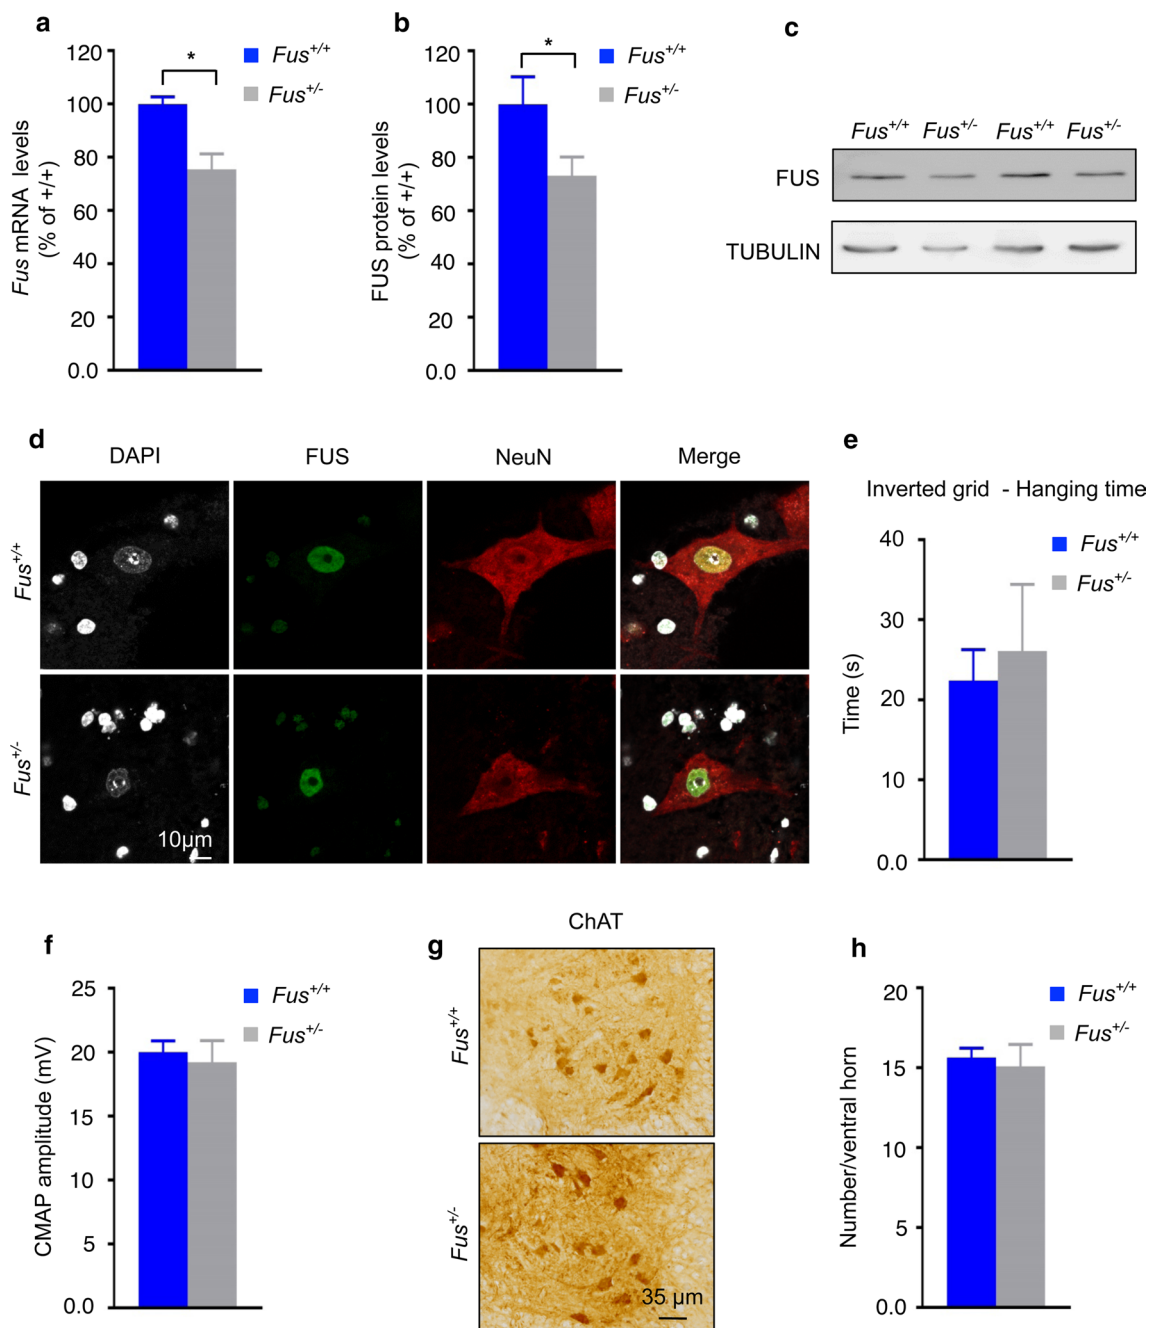 a
120
100
80
60
40
20
0.0
Fus mRNA levels
(% of +/+)
*
Fus+/+
Fus+/-
b
120
100
80
60
40
20
0.0
FUS protein levels
(% of +/+)
*
Fus+/+
Fus+/-
c
Fus+/+ Fus+/- Fus+/+ Fus+/-
FUS
TUBULIN
d
DAPI FUS NeuN Merge
Fus+/+
Fus+/-
10μm
e
Inverted grid - Hanging time
40
30
20
10
0.0
Time (s)
Fus+/+
Fus+/-
f
25
20
15
10
5
0.0
CMAP amplitude (mV)
Fus+/+
Fus+/-
g
ChAT
Fus+/+
Fus+/-
35 μm
h
20
15
10
5
0.0
Number/ventral horn
Fus+/+
Fus+/-